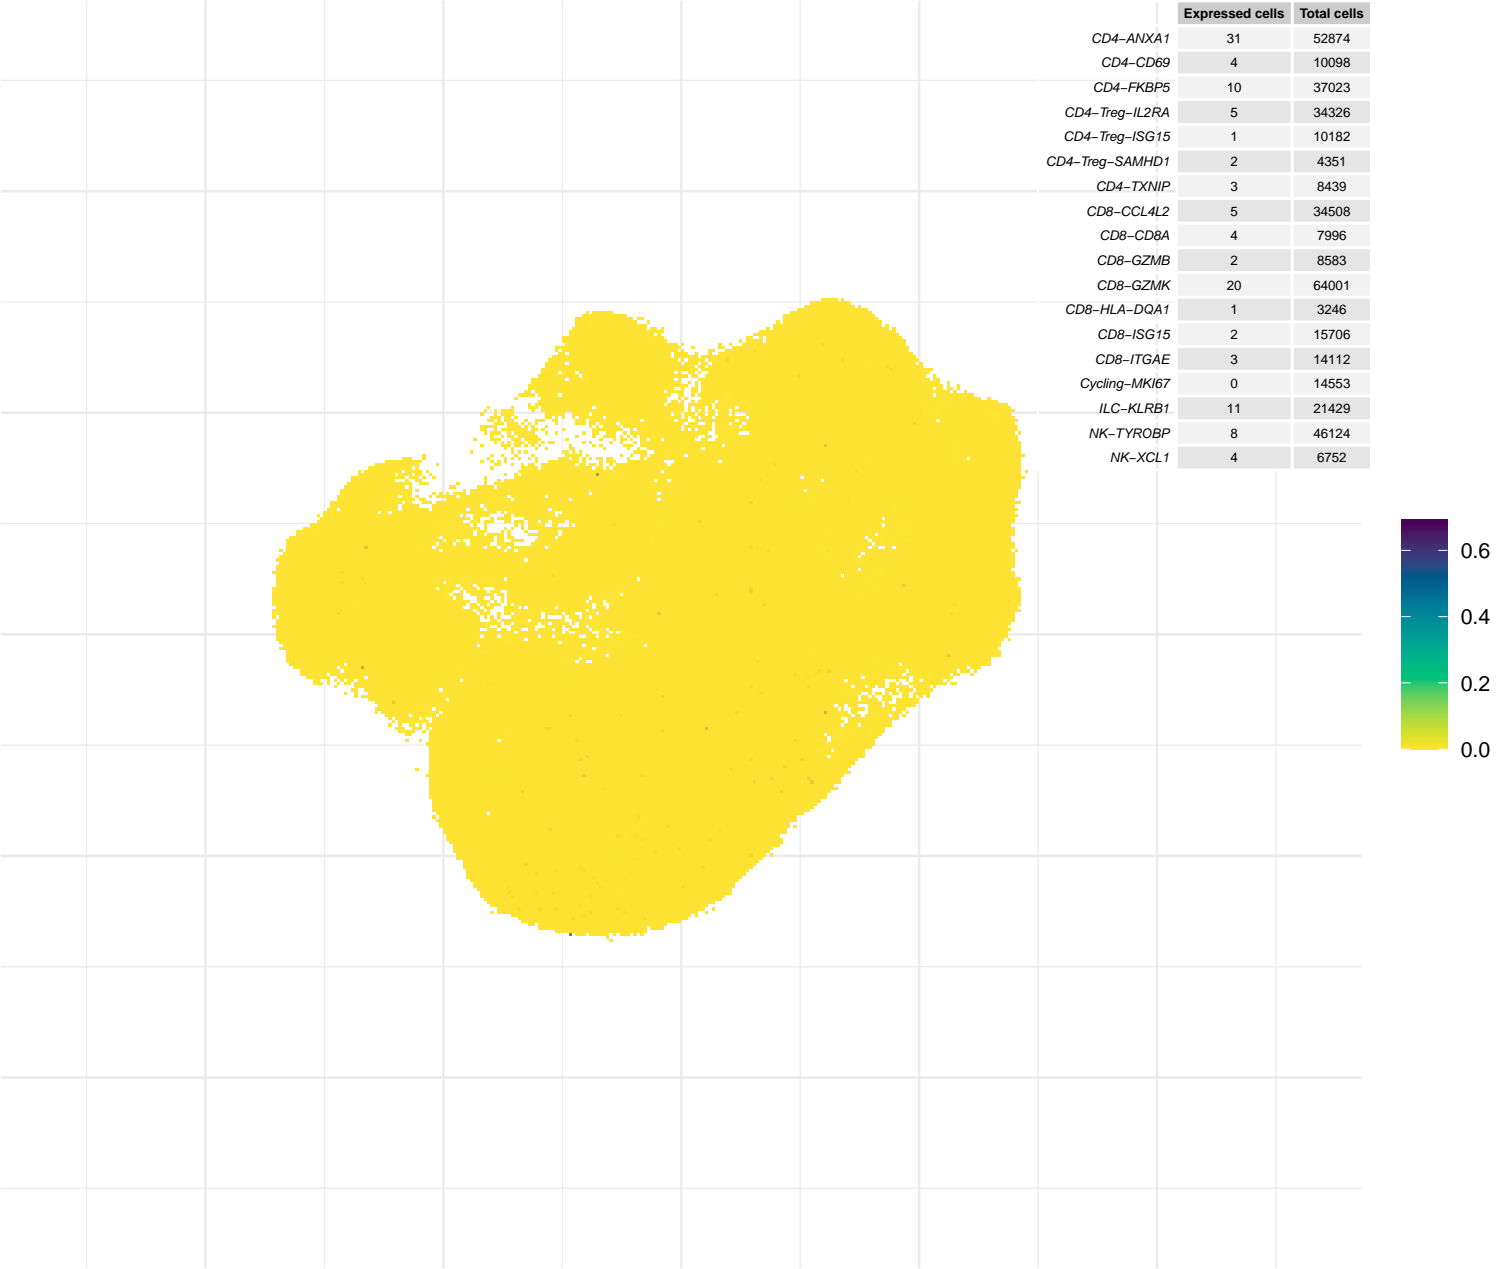 Expressed cells Total cells
CD4−ANXA1 31 52874
CD4−CD69 4 10098
CD4−FKBP5 10 37023
CD4−Treg−IL2RA 5 34326
CD4−Treg−ISG15 1 10182
CD4−Treg−SAMHD1 2 4351
CD4−TXNIP 3 8439
CD8−CCL4L2 5 34508
CD8−CD8A 4 7996
CD8−GZMB 2 8583
CD8−GZMK 20 64001
CD8−HLA−DQA1 1 3246
CD8−ISG15 2 15706
CD8−ITGAE 3 14112
Cycling−MKI67 0 14553
ILC−KLRB1 11 21429
NK−TYROBP 8 46124
NK−XCL1 4 6752
0.6
0.4
0.2
0.0